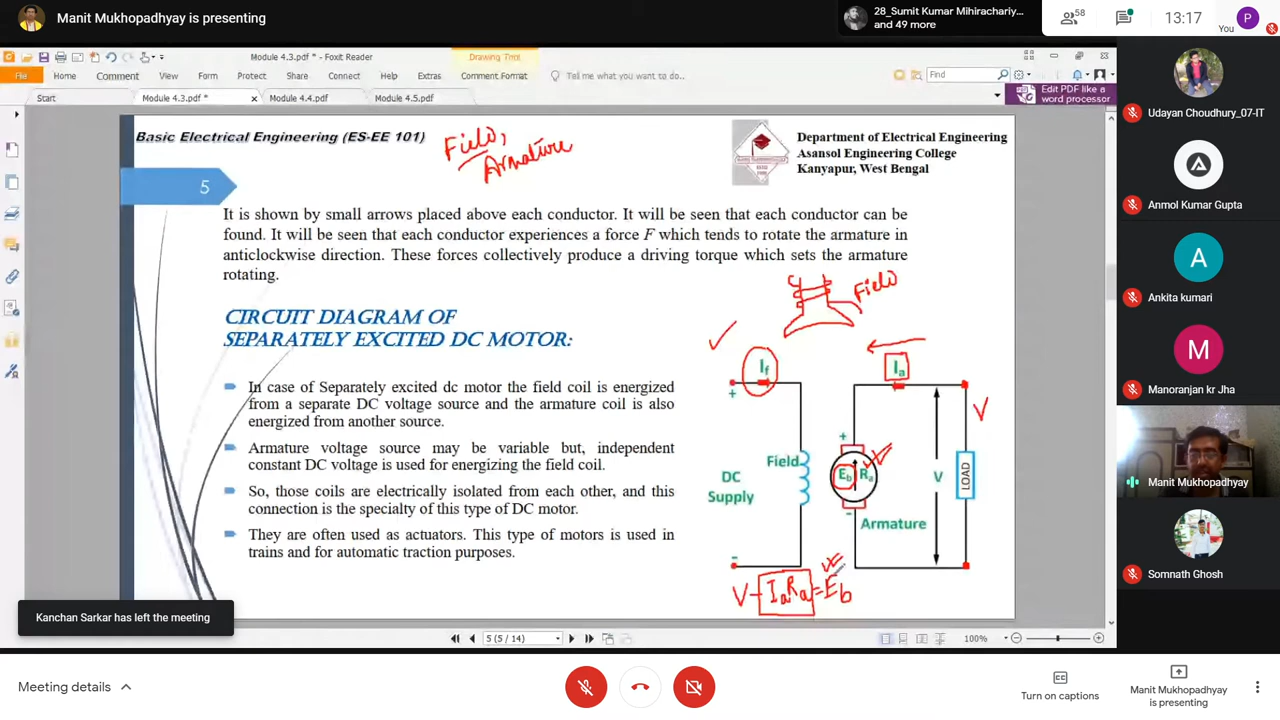 Manit Mukhopadhyay is presenting
28_Sumit Kumar Mihirachariy...
and 49 more
58
13:17
You
P
Module 4.3.pdf * - Foxit Reader
Drawing Tool
File
Home
Comment
View
Form
Protect
Share
Connect
Help
Extras
Comment Format
Tell me what you want to do..
Find
Start
Module 4.3.pdf *
Module 4.4.pdf
Module 4.5.pdf
Edit PDF like a
word processor
Basic Electrical Engineering (ES-EE 101)
Field,
Armature
Department of Electrical Engineering
Asansol Engineering College
Kanyapur, West Bengal
5
It is shown by small arrows placed above each conductor. It will be seen that each conductor can be
found. It will be seen that each conductor experiences a force F which tends to rotate the armature in
anticlockwise direction. These forces collectively produce a driving torque which sets the armature
rotating.
Field
CIRCUIT DIAGRAM OF
SEPARATELY EXCITED DC MOTOR:
In case of Separately excited dc motor the field coil is energized
from a separate DC voltage source and the armature coil is also
energized from another source.
Armature voltage source may be variable but, independent
constant DC voltage is used for energizing the field coil.
So, those coils are electrically isolated from each other, and this
connection is the specialty of this type of DC motor.
They are often used as actuators. This type of motors is used in
trains and for automatic traction purposes.
If
Ia
+
V
+
Field
DC
Supply
Eb
Ra
V
LOAD
-
Armature
-
V-IaRa=Eb
5 (5 / 14)
100%
Udayan Choudhury_07-IT
Anmol Kumar Gupta
A
Ankita kumari
M
Manoranjan kr Jha
Manit Mukhopadhyay
Somnath Ghosh
Kanchan Sarkar has left the meeting
Meeting details
Turn on captions
Manit Mukhopadhyay
is presenting